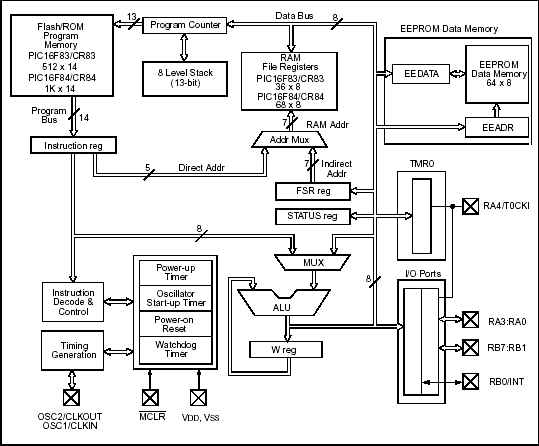 Flash/ROM
Program
Memory
PIC16F83/CR83
512 x 14
PIC16F84/CR84
1K x 14
13
Program Counter
8 Level Stack
(13-bit)
Data Bus
8
RAM
File Registers
PIC16F83/CR83
36 x 8
PIC16F84/CR84
68 x 8
EEPROM Data Memory
EEDATA
EEPROM
Data Memory
64 x 8
EEADR
Program
Bus
14
Instruction reg
7
RAM Addr
Addr Mux
5
Direct Addr
7
Indirect
Addr
FSR reg
STATUS reg
TMR0
RA4/T0CKI
8
MUX
8
I/O Ports
Power-up
Timer
Oscillator
Start-up Timer
Power-on
Reset
Watchdog
Timer
Instruction
Decode &
Control
ALU
RA3:RA0
Timing
Generation
W reg
RB7:RB1
RB0/INT
OSC2/CLKOUT
OSC1/CLKIN
MCLR
VDD, VSS